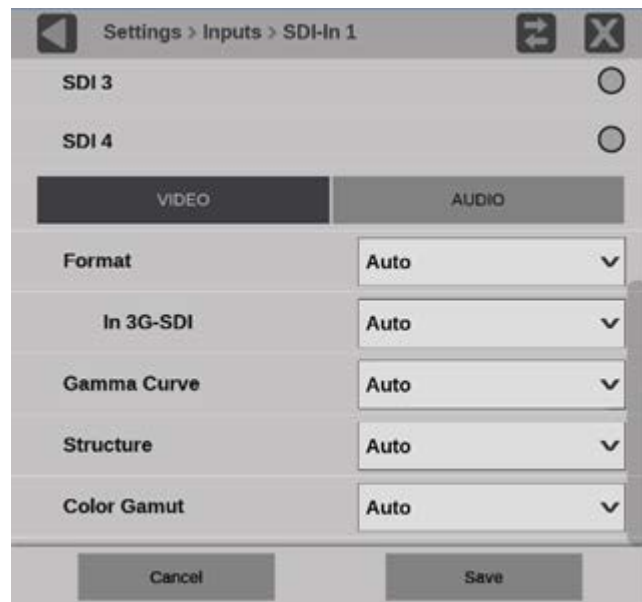 Settings > Inputs > SDI-In 1
SDI 3
SDI 4
VIDEO AUDIO
Format Auto
In 3G-SDI Auto
Gamma Curve Auto
Structure Auto
Color Gamut Auto
Cancel Save